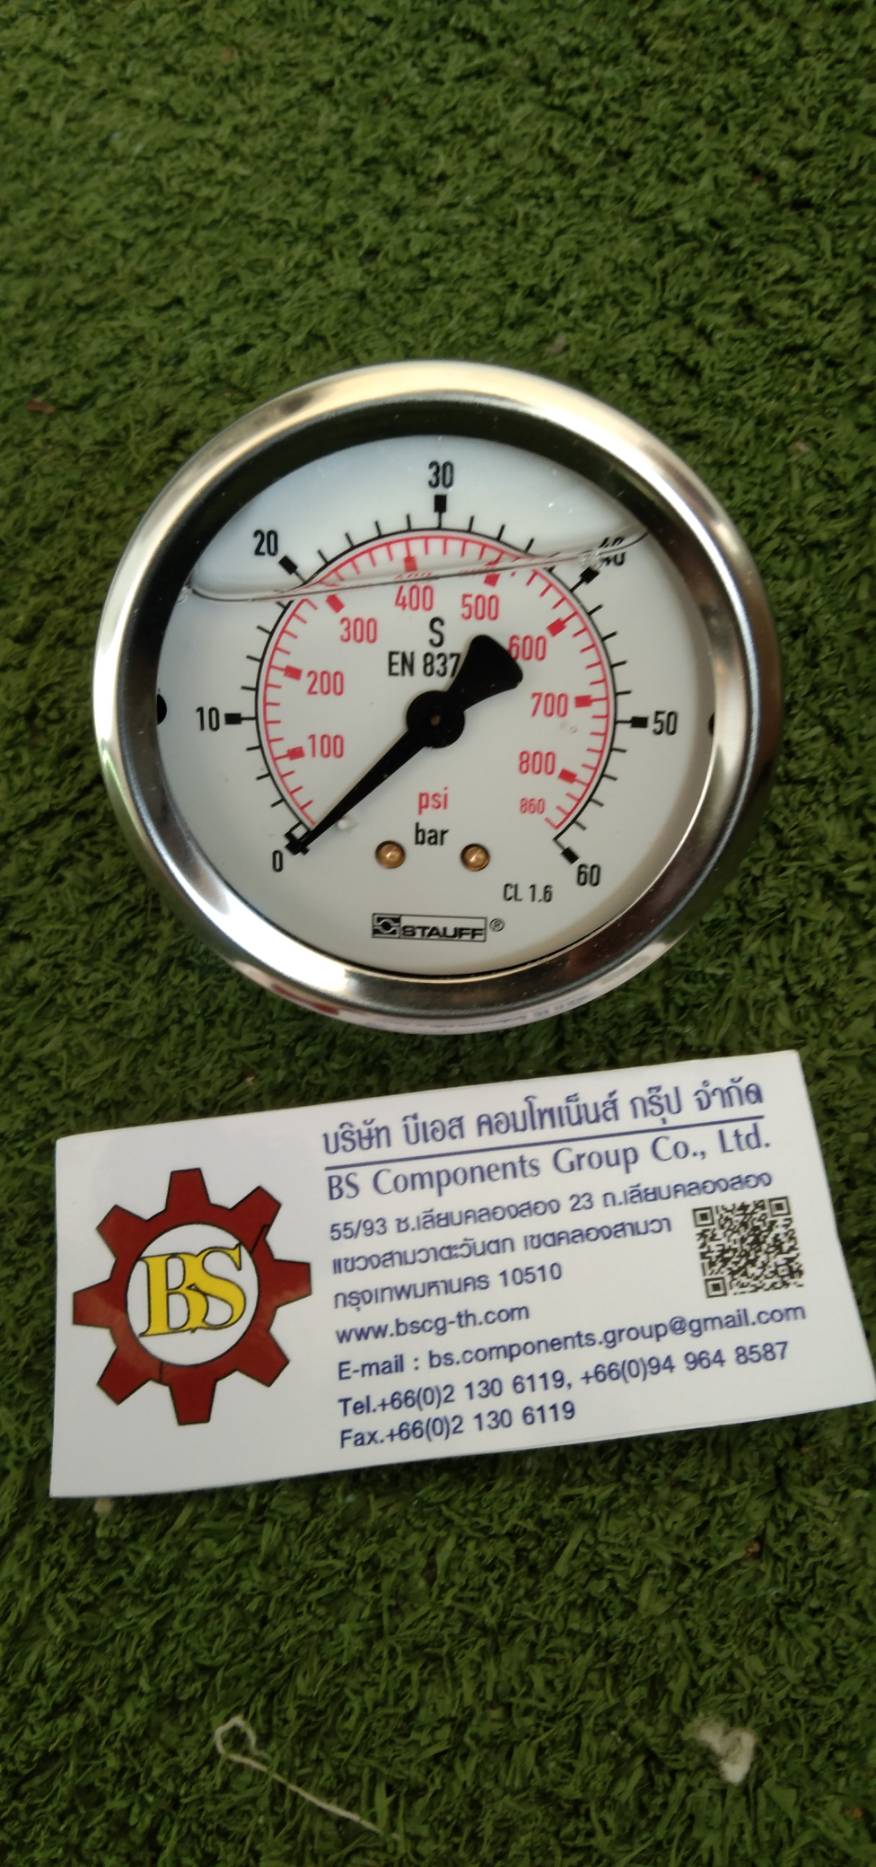 30
20
40
10
50
0
60
400
300
500
200
600
100
700
800
860
S
EN 837
psi
bar
CL 1.6
STAUFF®
BS
บริษัท บีเอส คอมโพเน็นส์ กรุ๊ป จำกัด
BS Components Group Co., Ltd.
55/93 ซ.เลียบคลองสอง 23 ถ.เลียบคลองสอง
แขวงสามวาตะวันตก เขตคลองสามวา
กรุงเทพมหานคร 10510
www.bscg-th.com
E-mail : bs.components.group@gmail.com
Tel.+66(0)2 130 6119, +66(0)94 964 8587
Fax.+66(0)2 130 6119